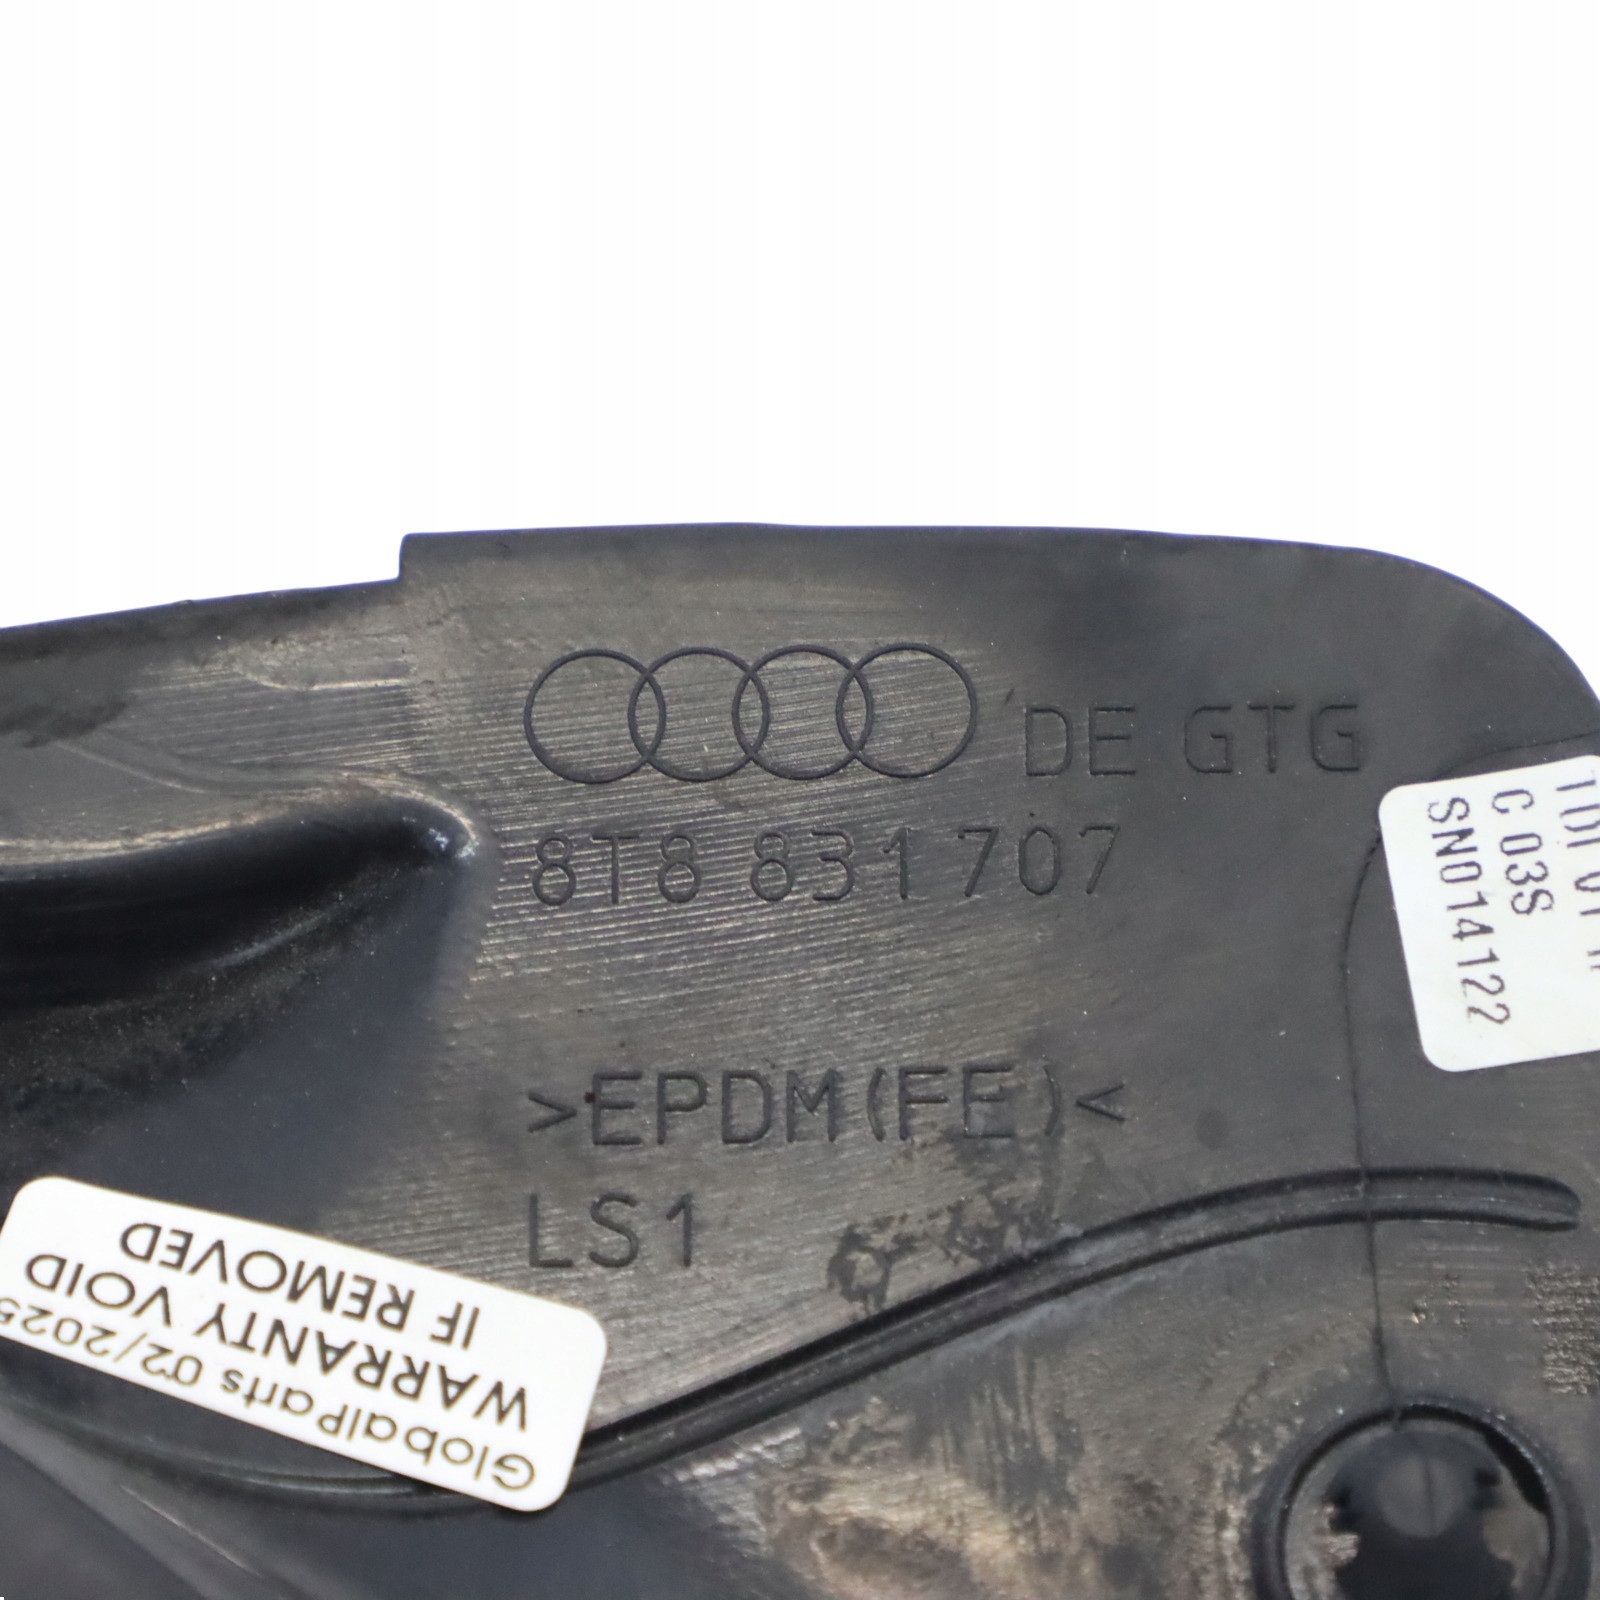 DE GTG
8T8 831 707
>EPDM(FE)<
LS1
C 03S
SN014122
GlobalParts 02/2025
WARRANTY VOID
IF REMOVED